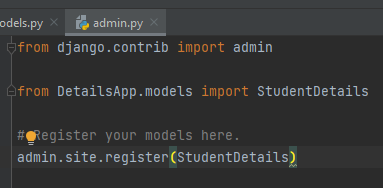 odels.py
admin.py
from django.contrib import admin
from DetailsApp.models import StudentDetails
# Register your models here.
admin.site.register(StudentDetails)